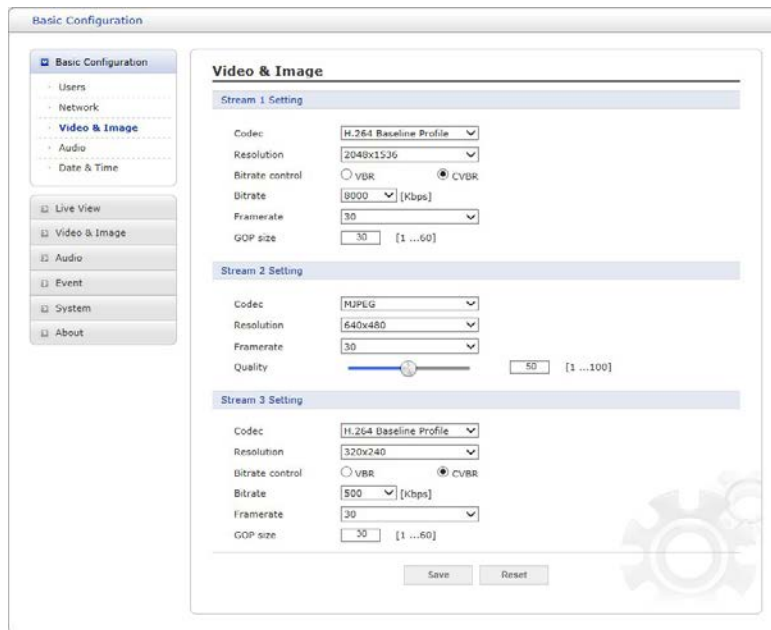 Basic Configuration
Basic Configuration
Users
Network
Video & Image
Audio
Date & Time
Live View
Video & Image
Audio
Event
System
About
Video & Image
Stream 1 Setting
Codec H.264 Baseline Profile
Resolution 2048x1536
Bitrate control VBR CVBR
Bitrate 8000 [Kbps]
Framerate 30
GOP size 30 [1 ...60]
Stream 2 Setting
Codec MJPEG
Resolution 640x480
Framerate 30
Quality 50 [1 ...100]
Stream 3 Setting
Codec H.264 Baseline Profile
Resolution 320x240
Bitrate control VBR CVBR
Bitrate 500 [Kbps]
Framerate 30
GOP size 30 [1 ...60]
Save Reset